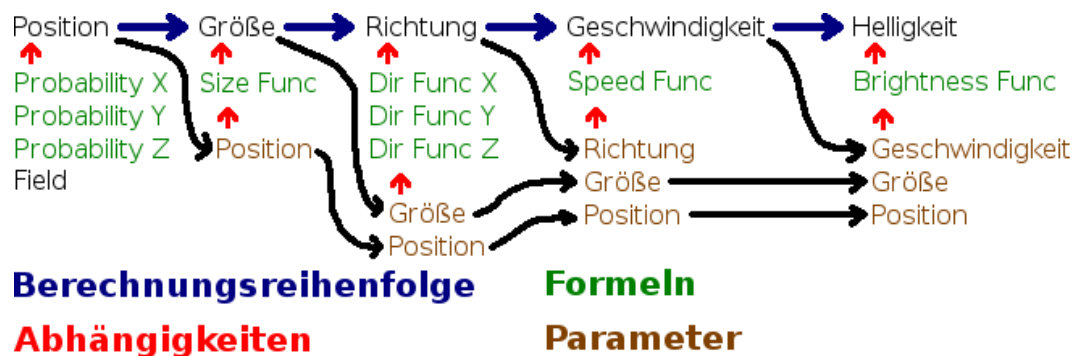 Position Größe Richtung Geschwindigkeit Helligkeit
Probability X Size Func Dir Func X Speed Func Brightness Func
Probability Y Dir Func Y
Probability Z Position Dir Func Z Richtung Geschwindigkeit
Field Größe Größe
Größe Position Position
Position
Berechnungsreihenfolge Formeln
Abhängigkeiten Parameter